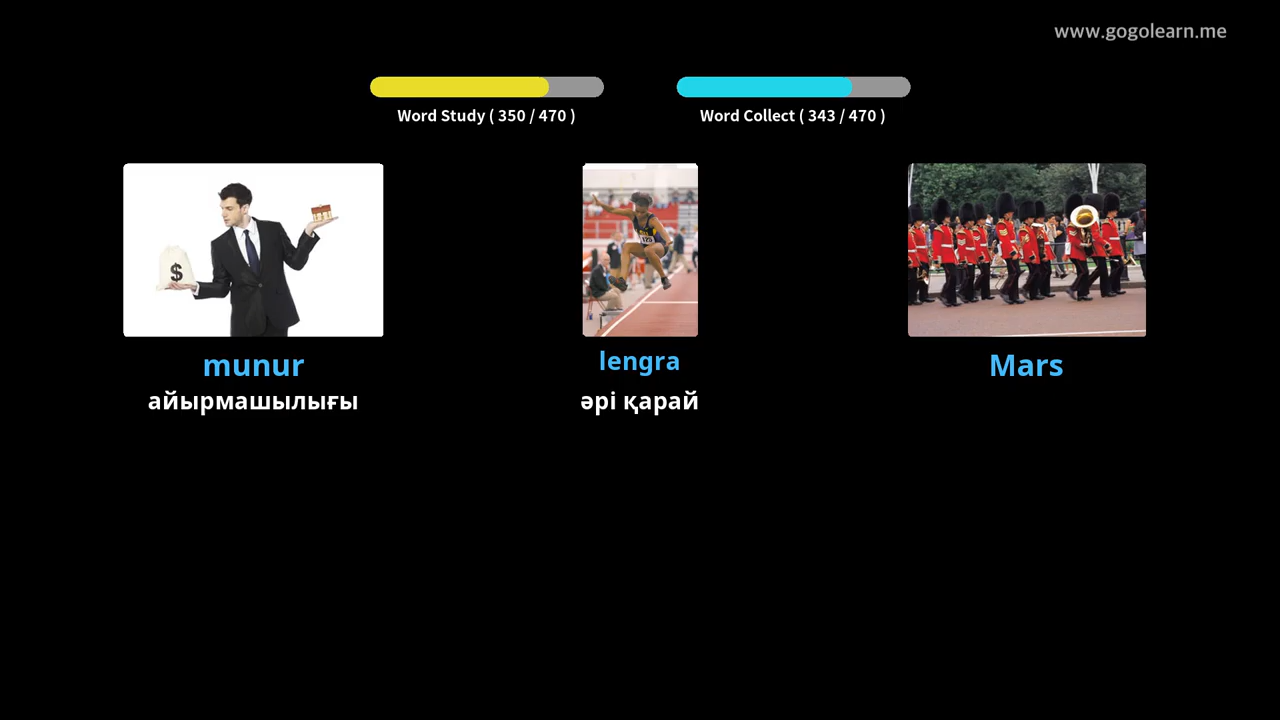 www.gogolearn.me
Word Study ( 350 / 470 )
Word Collect ( 343 / 470 )
$
munur
lengra
Mars
айырмашылығы
әрі қарай